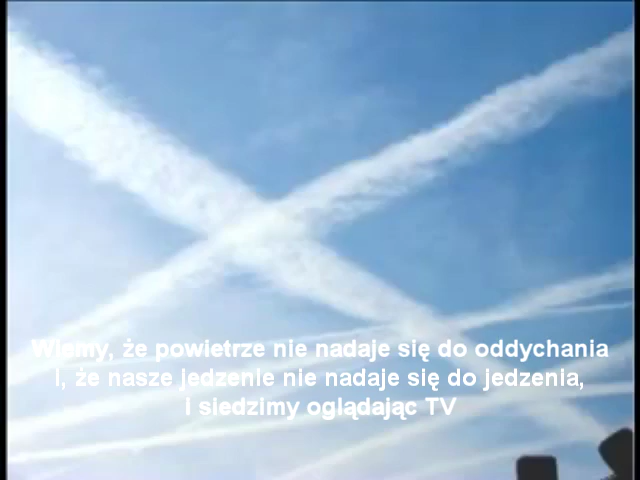 Wiemy, że powietrze nie nadaje się do oddychania
i, że nasze jedzenie nie nadaje się do jedzenia,
i siedzimy oglądając TV